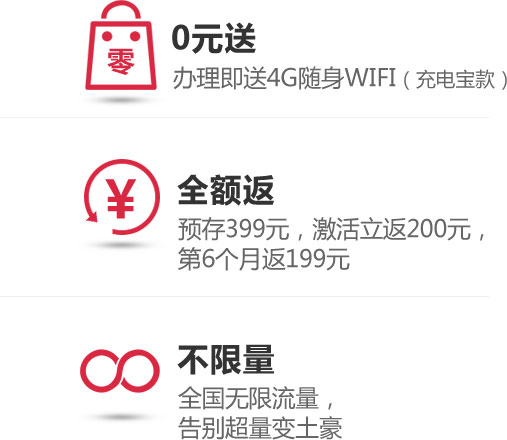 零
0元送
办理即送4G随身WIFI（充电宝款）
¥
全额返
预存399元，激活立返200元，
第6个月返199元
不限量
全国无限流量，
告别超量变土豪